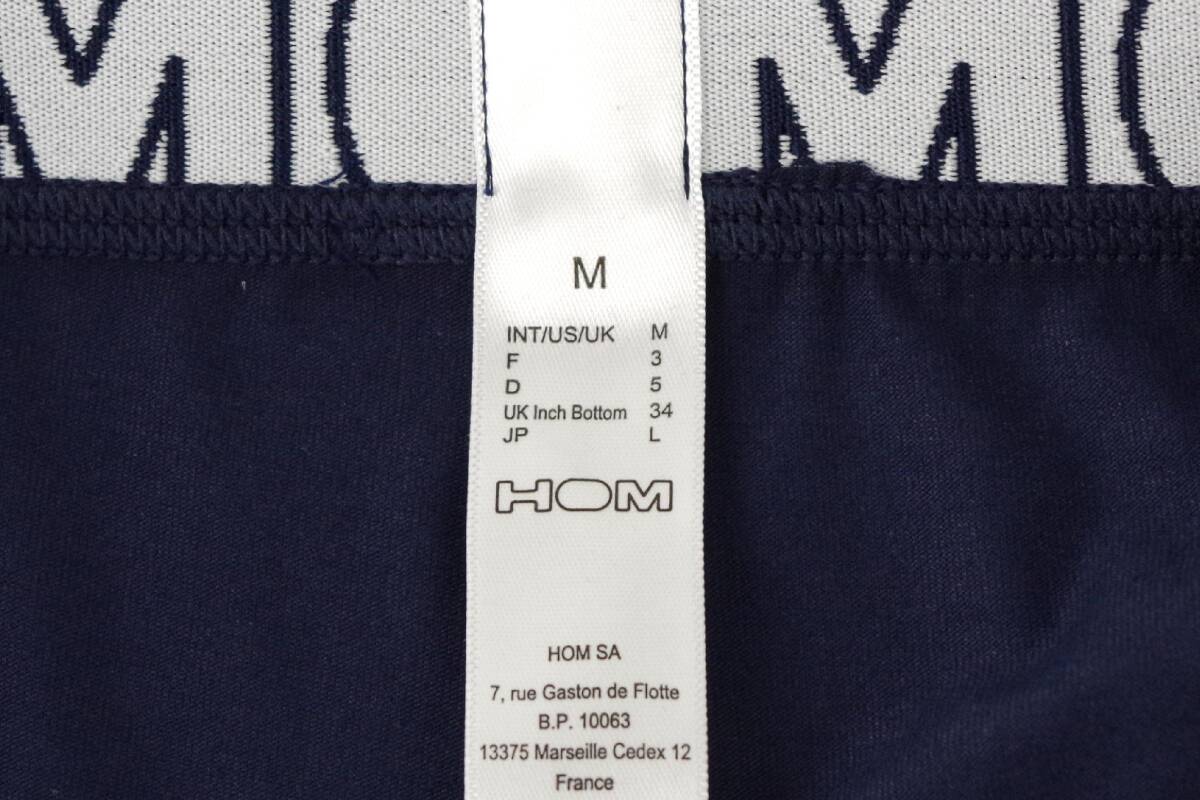 M
INT/US/UK M
F 3
D 5
UK Inch Bottom 34
JP L
HOM
HOM SA
7, rue Gaston de Flotte
B.P. 10063
13375 Marseille Cedex 12
France